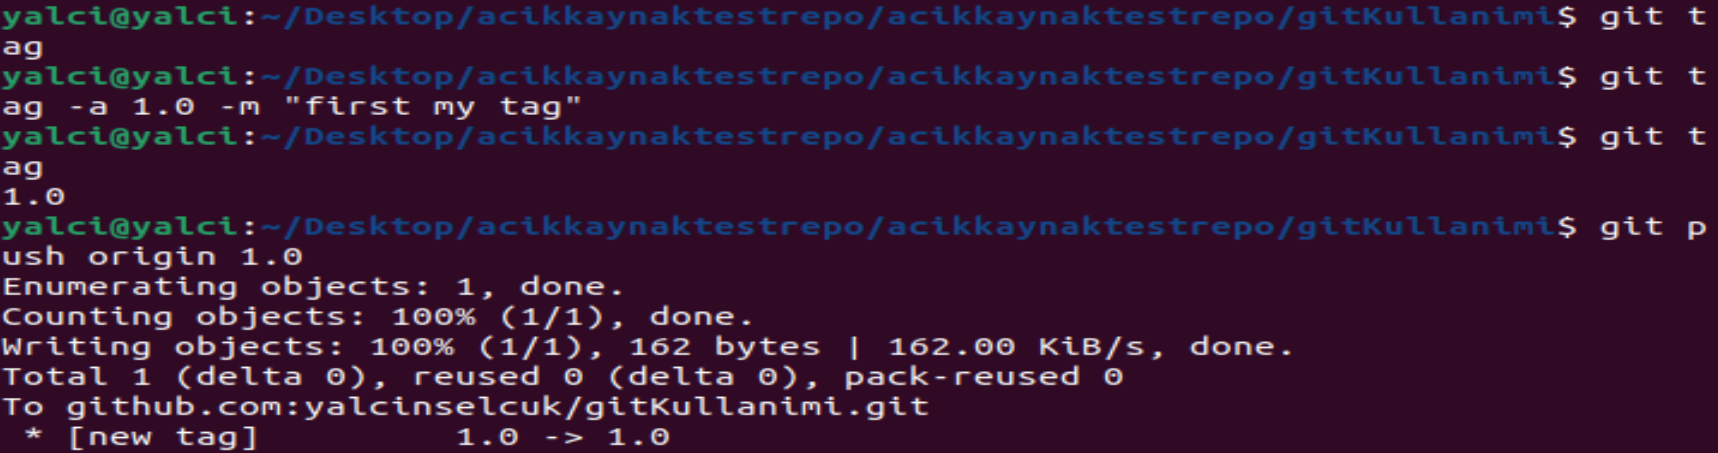 yalci@yalci:~/Desktop/acikkaynaktestrepo/acikkaynaktestrepo/gitKullanimi$ git t
ag
yalci@yalci:~/Desktop/acikkaynaktestrepo/acikkaynaktestrepo/gitKullanimi$ git t
ag -a 1.0 -m "first my tag"
yalci@yalci:~/Desktop/acikkaynaktestrepo/acikkaynaktestrepo/gitKullanimi$ git t
ag
1.0
yalci@yalci:~/Desktop/acikkaynaktestrepo/acikkaynaktestrepo/gitKullanimi$ git p
ush origin 1.0
Enumerating objects: 1, done.
Counting objects: 100% (1/1), done.
Writing objects: 100% (1/1), 162 bytes | 162.00 KiB/s, done.
Total 1 (delta 0), reused 0 (delta 0), pack-reused 0
To github.com:yalcinselcuk/gitKullanimi.git
 * [new tag]         1.0 -> 1.0